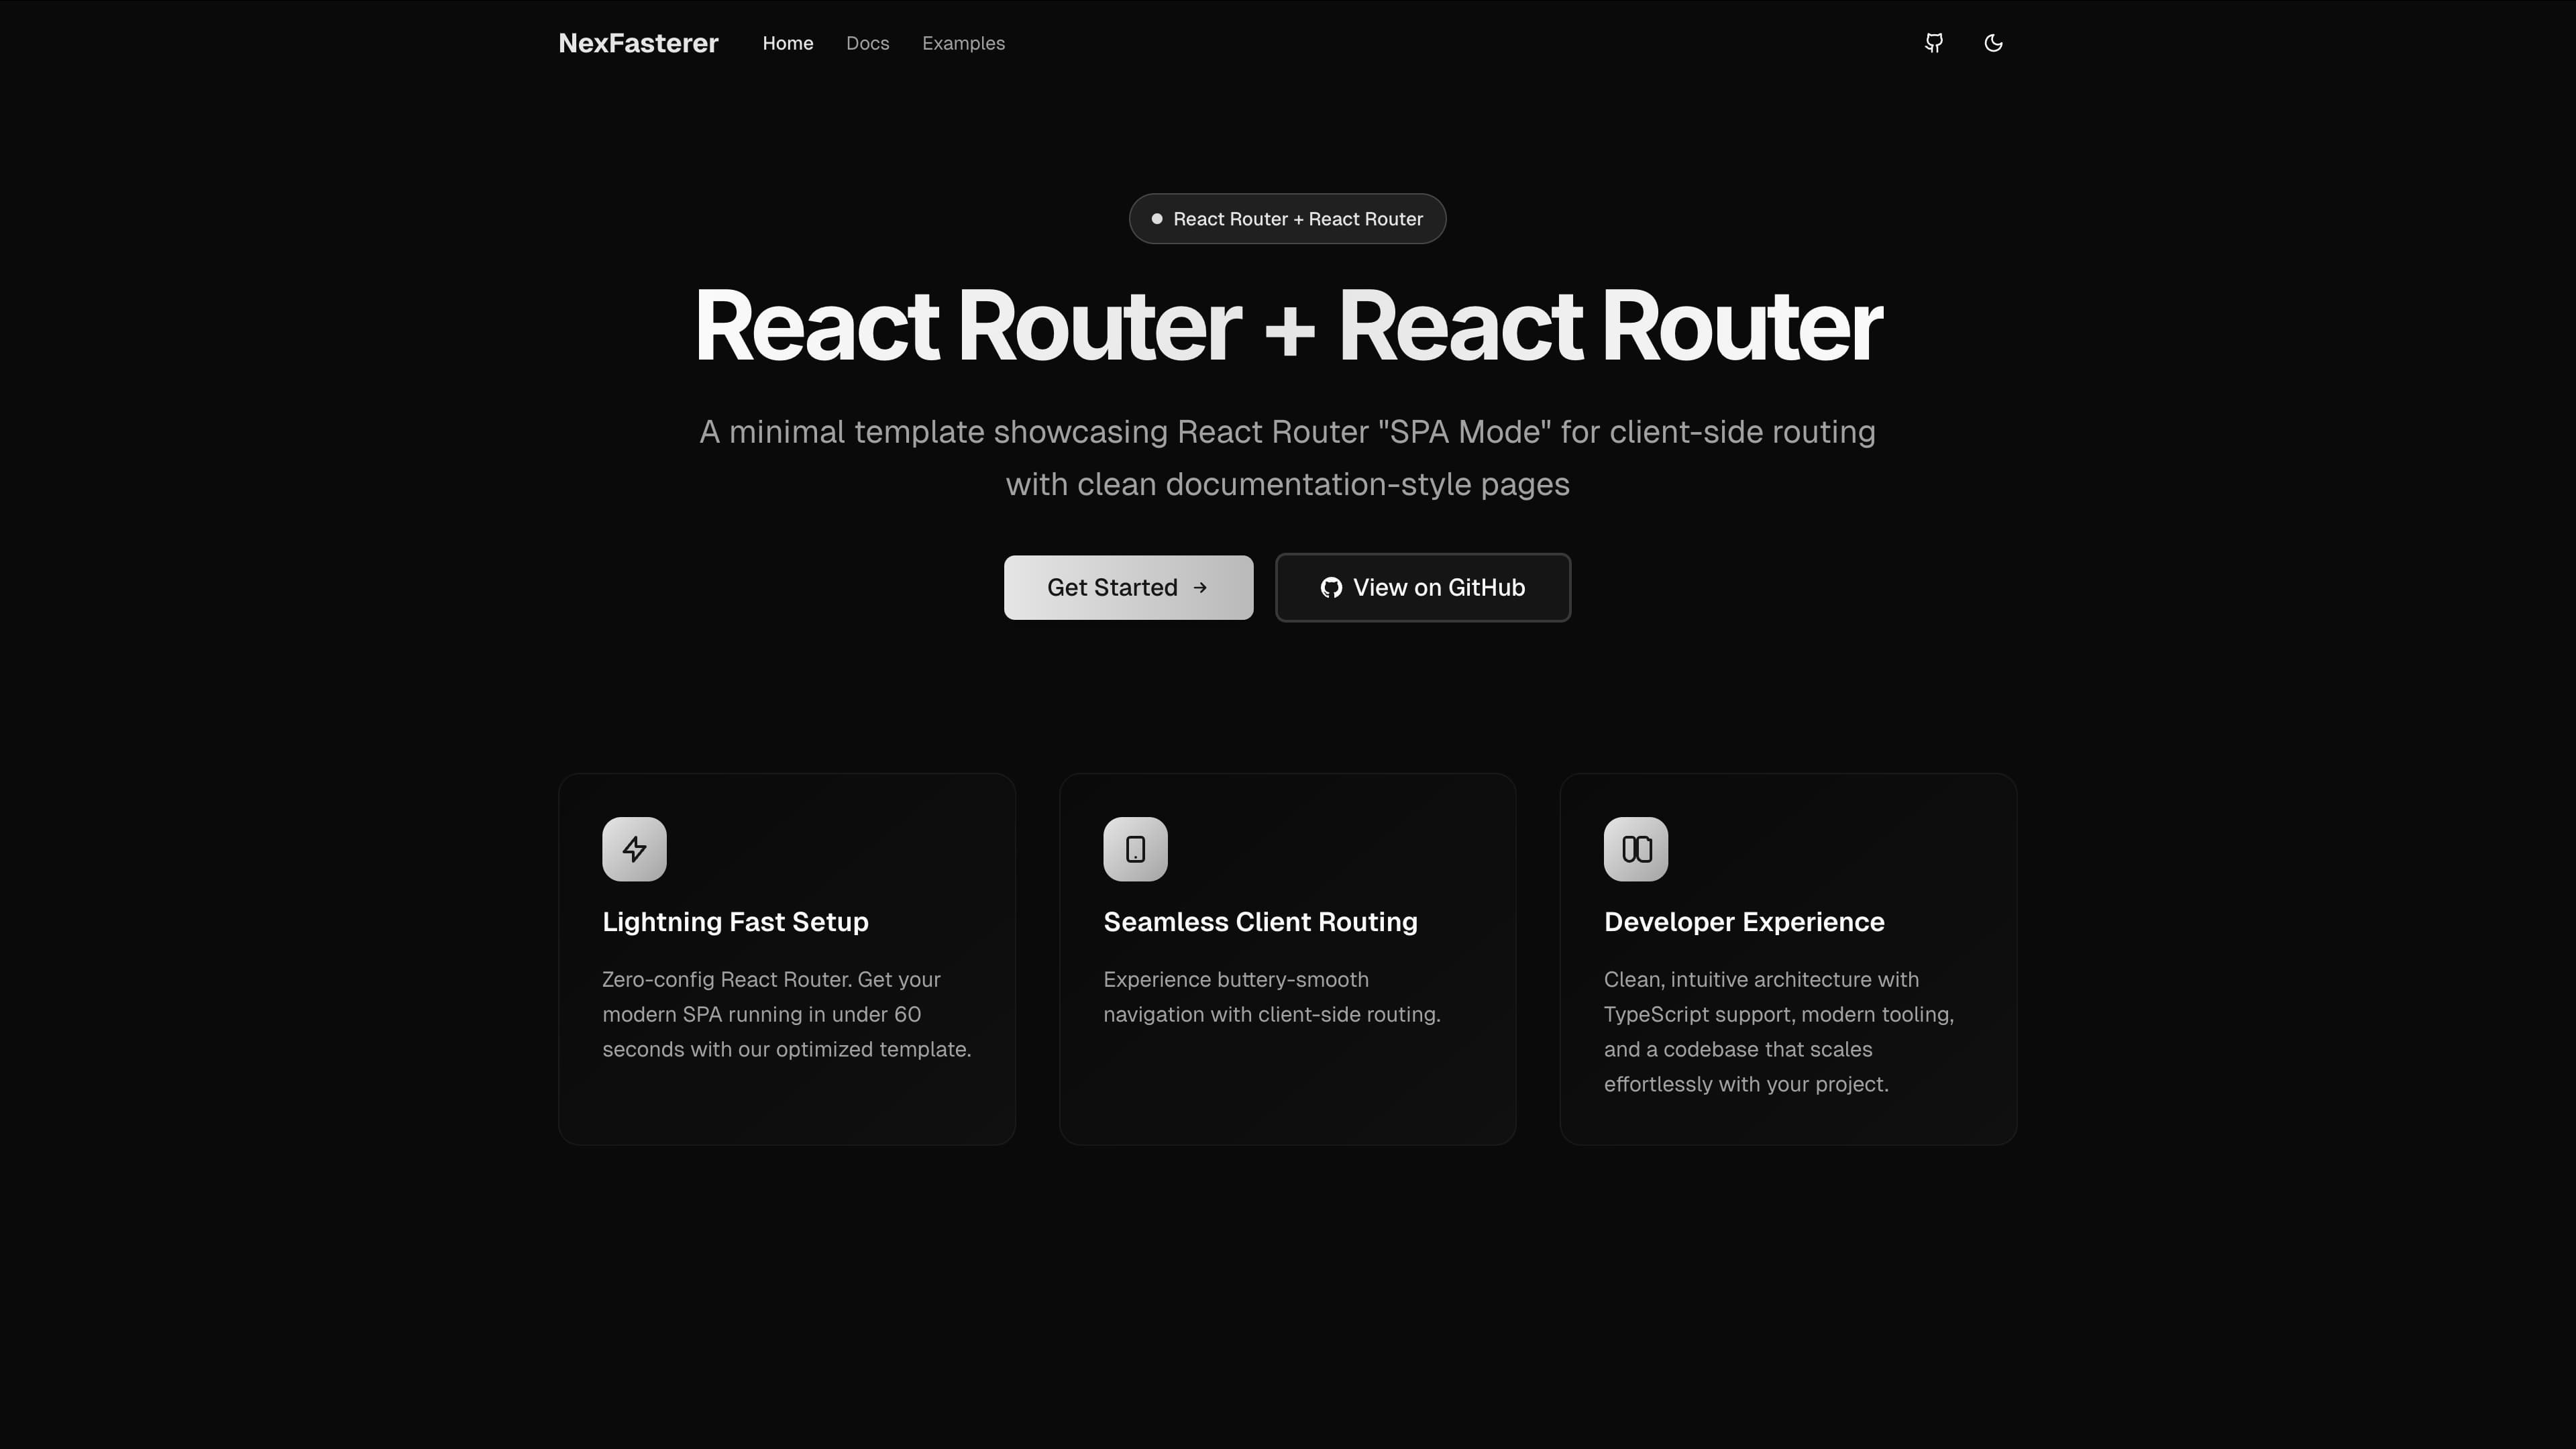 NexFasterer
Home
Docs
Examples
React Router + React Router
React Router + React Router
A minimal template showcasing React Router "SPA Mode" for client-side routing
with clean documentation-style pages
Get Started →
View on GitHub
Lightning Fast Setup
Zero-config React Router. Get your
modern SPA running in under 60
seconds with our optimized template.
Seamless Client Routing
Experience buttery-smooth
navigation with client-side routing.
Developer Experience
Clean, intuitive architecture with
TypeScript support, modern tooling,
and a codebase that scales
effortlessly with your project.